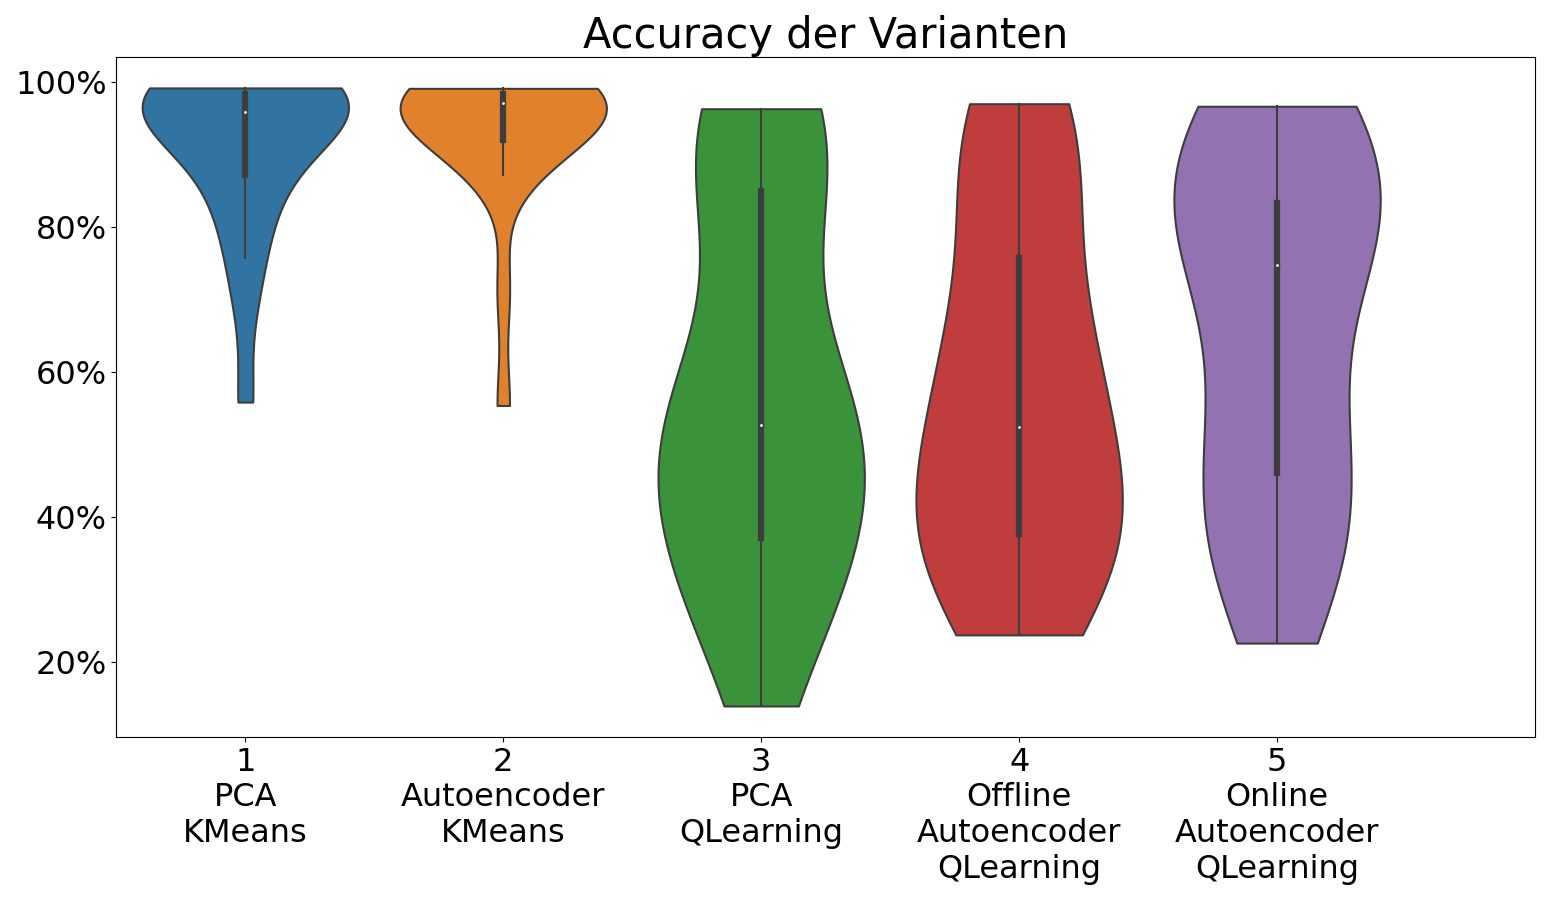 Accuracy der Varianten
100%
80%
60%
40%
20%
1 2 3 4 5
PCA Autoencoder PCA Offline Online
KMeans KMeans QLearning Autoencoder Autoencoder
QLearning QLearning